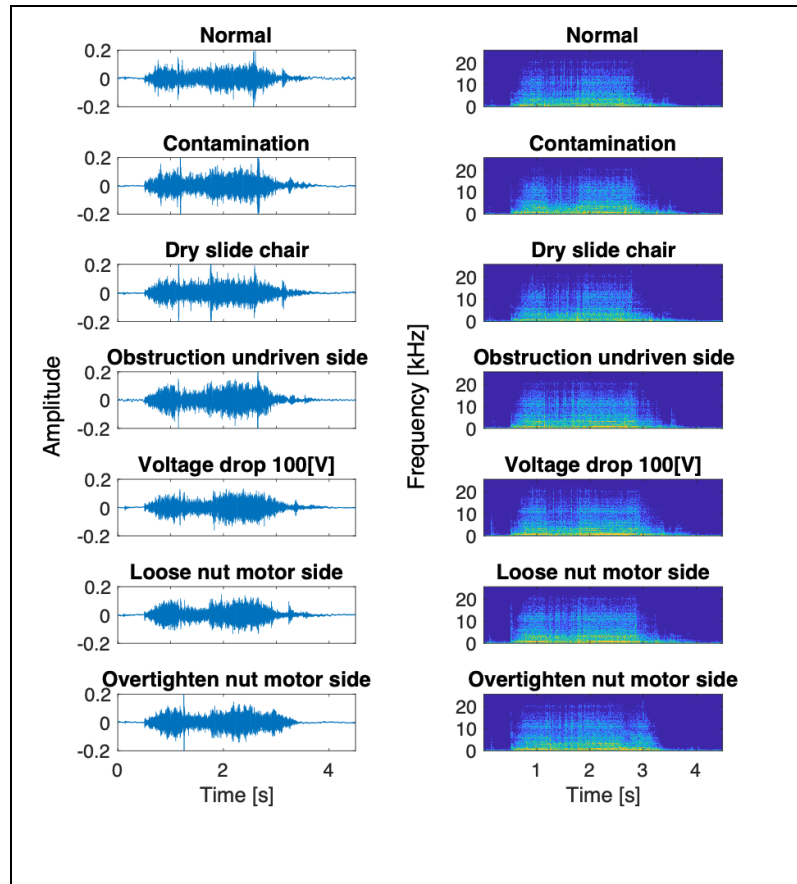 Normal
0.2
0
-0.2
Contamination
0.2
0
-0.2
Dry slide chair
0.2
0
-0.2
Obstruction undriven side
0.2
0
-0.2
Voltage drop 100[V]
0.2
0
-0.2
Loose nut motor side
0.2
0
-0.2
Overtighten nut motor side
0.2
0
-0.2
0 2 4
Time [s]
Amplitude
Normal
20
10
0
Contamination
20
10
0
Dry slide chair
20
10
0
Obstruction undriven side
20
10
0
Voltage drop 100[V]
20
10
0
Loose nut motor side
20
10
0
Overtighten nut motor side
20
10
0
1 2 3 4
Time [s]
Frequency [kHz]